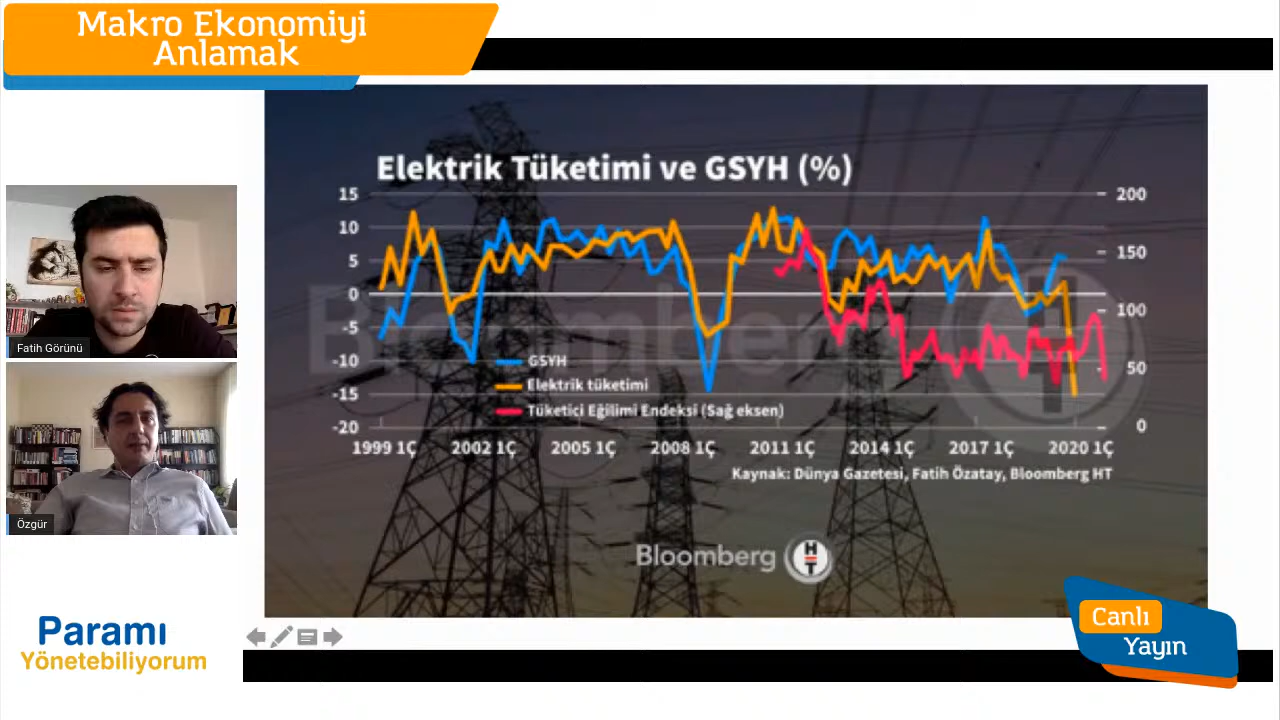 Makro Ekonomiyi
Anlamak
Elektrik Tüketimi ve GSYH (%)
15
10
5
0
-5
-10
-15
-20
200
150
100
50
0
GSYH
Elektrik tüketimi
Tüketici Eğilimi Endeksi (Sağ eksen)
1999 1Ç 2002 1Ç 2005 1Ç 2008 1Ç 2011 1Ç 2014 1Ç 2017 1Ç 2020 1Ç
Kaynak: Dünya Gazetesi, Fatih Özatay, Bloomberg HT
Bloomberg HT
Bloomberg HT
Fatih Görünü
Özgür
Paramı
Yönetebiliyorum
Canlı
Yayın